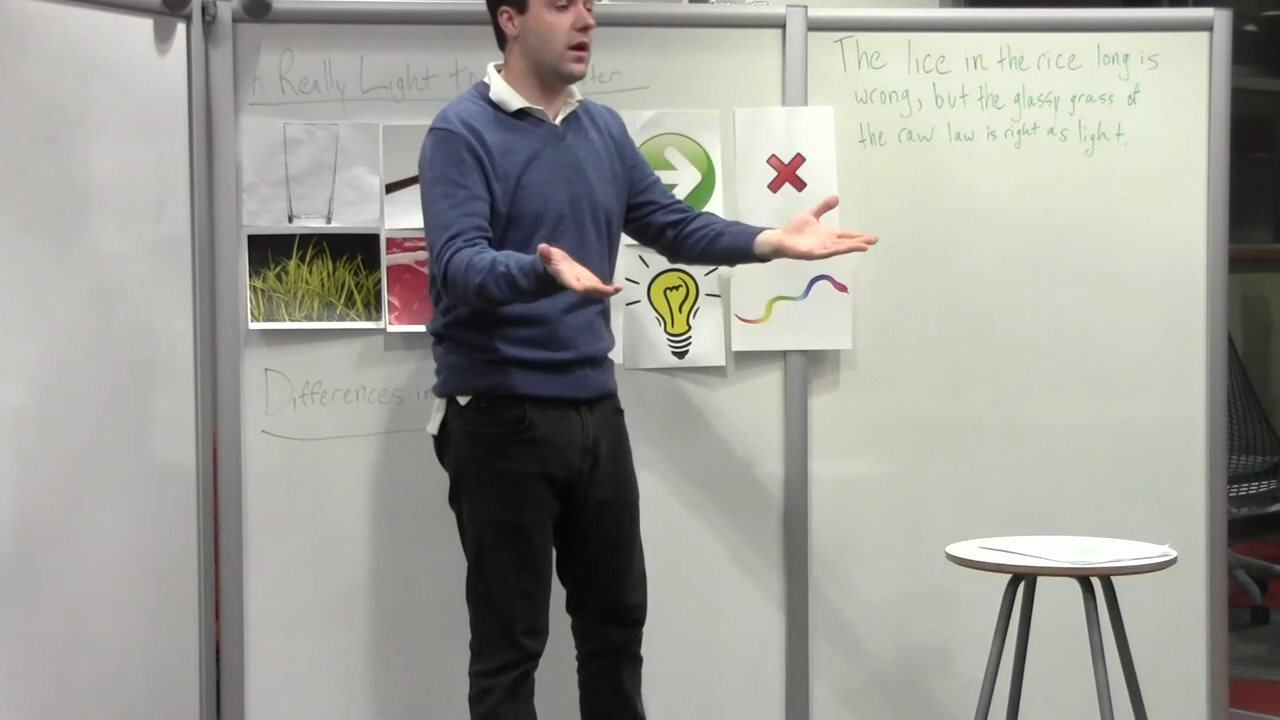 A Really Light
The lice in the rice long is
wrong, but the glassy grass of
the raw law is right as light.
Differences in